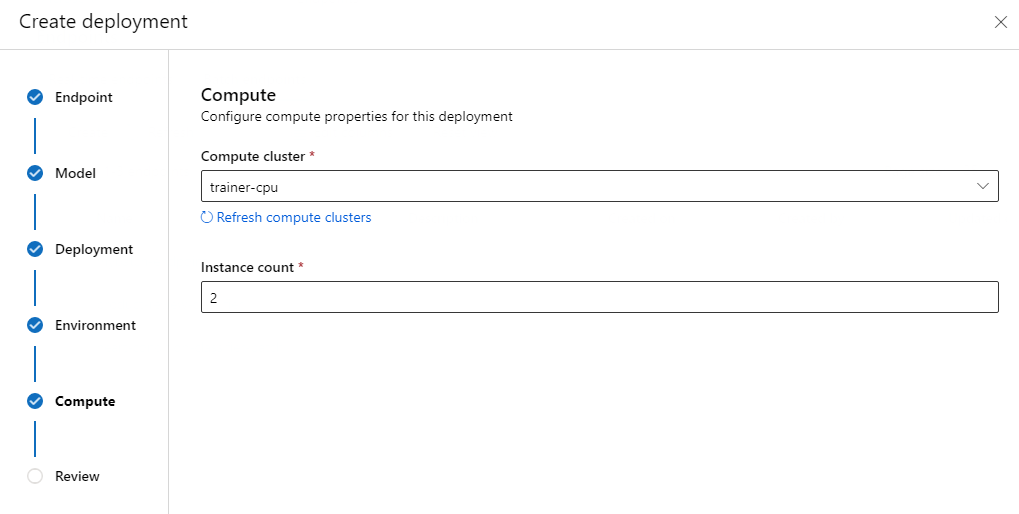 Create deployment
Endpoint
Model
Deployment
Environment
Compute
Review
Compute
Configure compute properties for this deployment
Compute cluster *
trainer-cpu
Refresh compute clusters
Instance count *
2